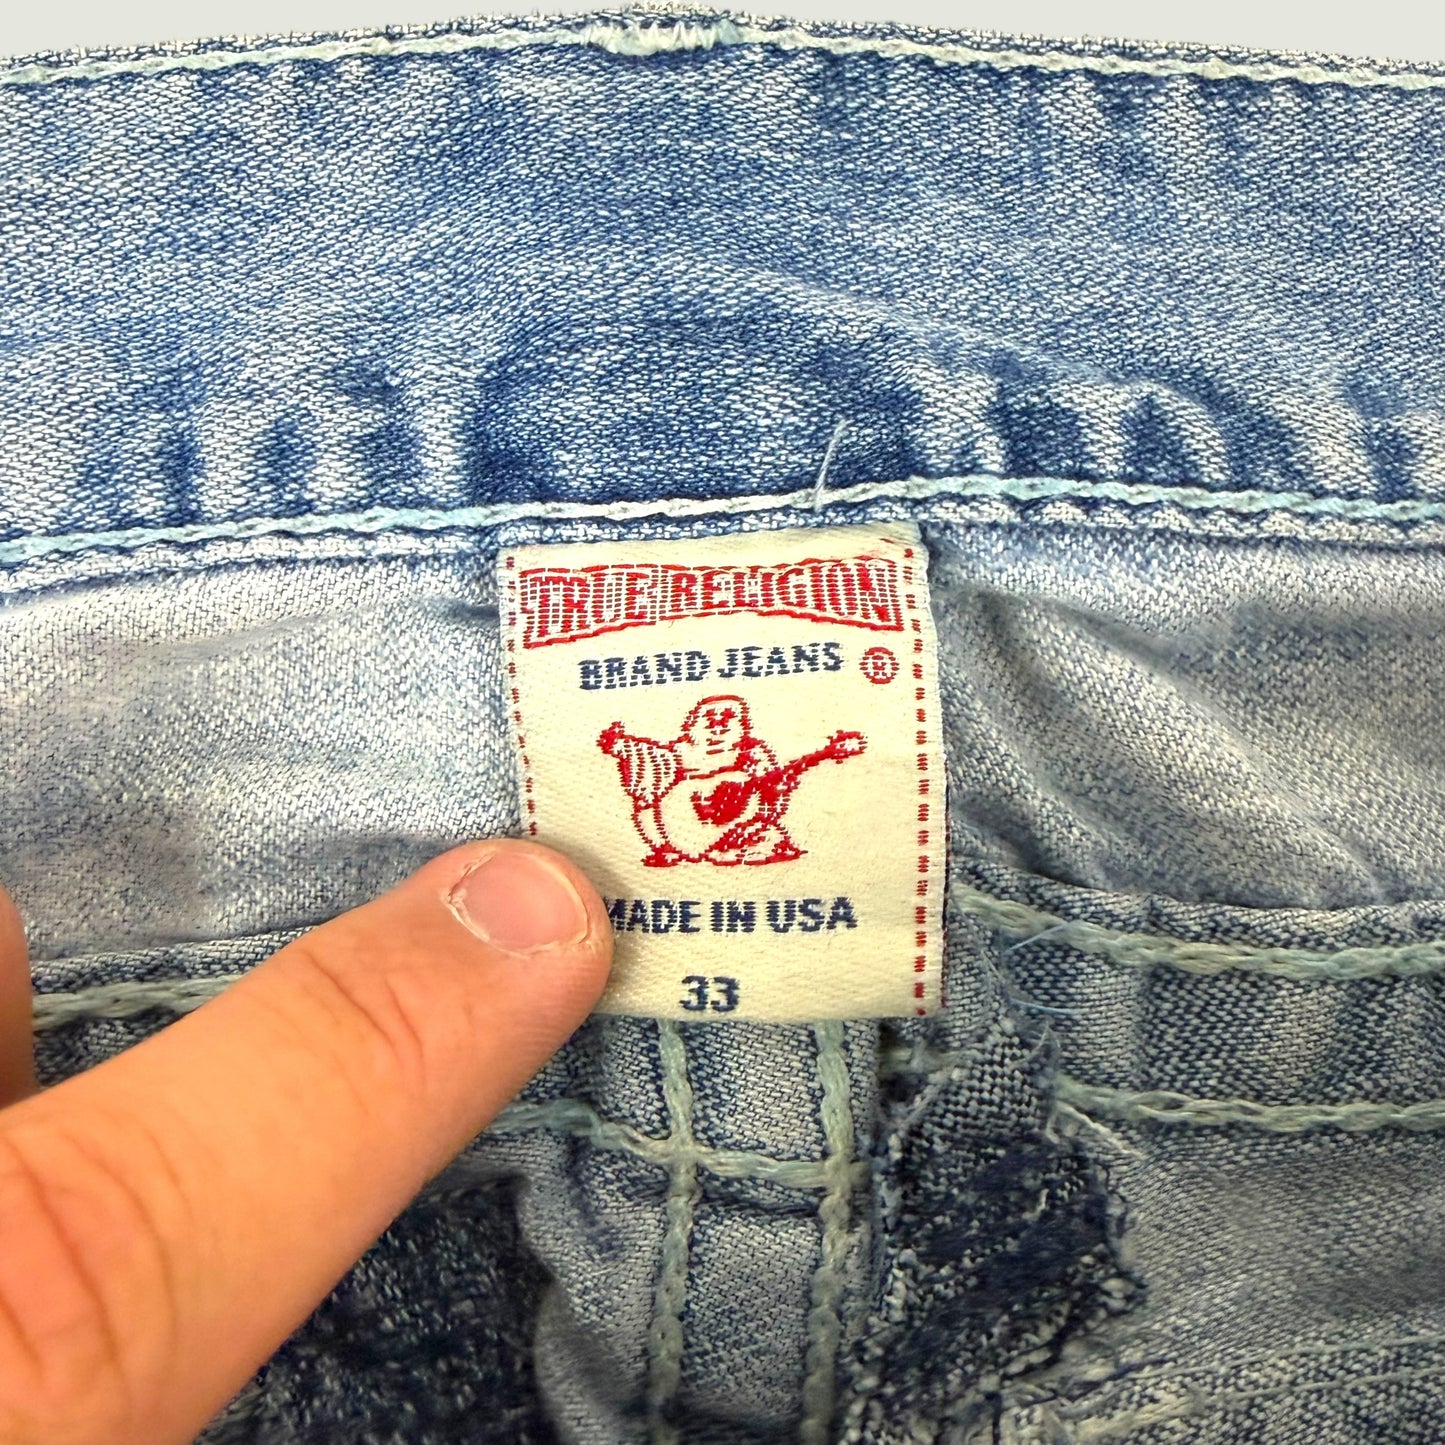 TRUE RELIGION
BRAND JEANS ®
MADE IN USA
33